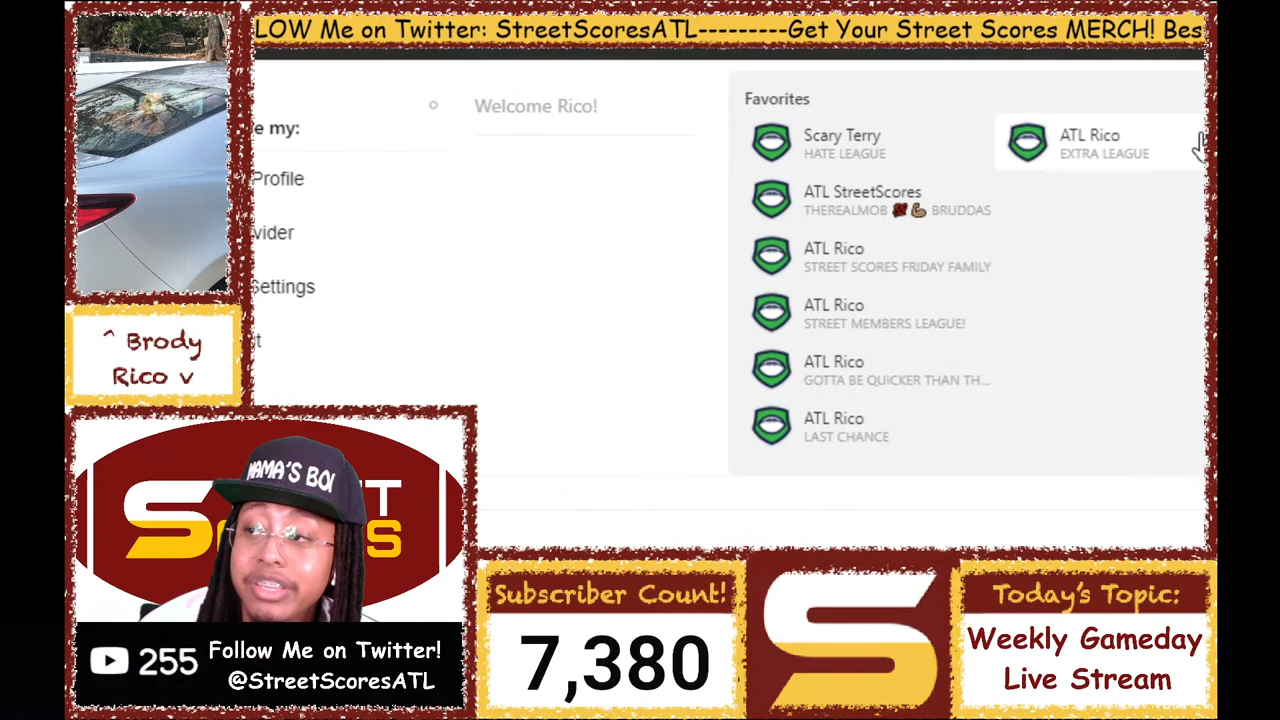 LOW Me on Twitter: StreetScoresATL---------Get Your Street Scores MERCH! Bes
e my:
Profile
vider
Settings
Welcome Rico!
Favorites
Scary Terry
HATE LEAGUE
ATL Rico
EXTRA LEAGUE
ATL StreetScores
THEREALMOB 💯 💪🏾 BRUDDAS
ATL Rico
STREET SCORES FRIDAY FAMILY
ATL Rico
STREET MEMBERS LEAGUE!
ATL Rico
GOTTA BE QUICKER THAN TH...
ATL Rico
LAST CHANCE
^ Brody
Rico v
MAMA'S BOI
255
Follow Me on Twitter!
@StreetScoresATL
Subscriber Count!
7,380
S
Today's Topic:
Weekly Gameday
Live Stream